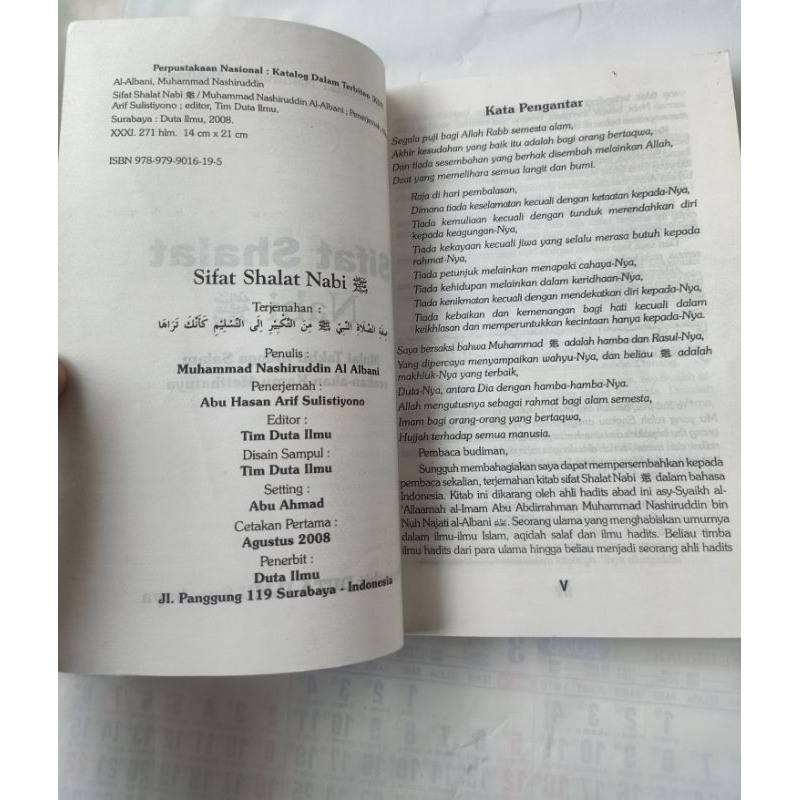 Perpustakaan Nasional : Katalog Dalam Terbitan (KDT)
Al-Albani, Muhammad Nashiruddin
Sifat Shalat Nabi ﷺ / Muhammad Nashiruddin Al-Albani ; Penerjemah,
Arif Sulistiyono ; editor, Tim Duta Ilmu.
Surabaya : Duta Ilmu, 2008.
XXXI. 271 hlm. 14 cm x 21 cm
ISBN 978-979-9016-19-5
Sifat Shalat Nabi ﷺ
Terjemahan :
صفة الصلاة النبي ﷺ من التكبير إلى التسليم كأنك تراها
Penulis :
Muhammad Nashiruddin Al Albani
Penerjemah :
Abu Hasan Arif Sulistiyono
Editor :
Tim Duta Ilmu
Disain Sampul :
Tim Duta Ilmu
Setting :
Abu Ahmad
Cetakan Pertama :
Agustus 2008
Penerbit :
Duta Ilmu
Jl. Panggung 119 Surabaya - Indonesia
Kata Pengantar
Segala puji bagi Allah Rabb semesta alam,
Akhir kesudahan yang baik itu adalah bagi orang bertaqwa,
Dan tiada sesembahan yang berhak disembah melainkan Allah,
Dzat yang memelihara semua langit dan bumi.
Raja di hari pembalasan,
Dimana tiada keselamatan kecuali dengan ketaatan kepada-Nya,
Tiada kemuliaan kecuali dengan tunduk merendahkan diri
kepada keagungan-Nya,
Tiada kekayaan kecuali jiwa yang selalu merasa butuh kepada
rahmat-Nya,
Tiada petunjuk melainkan menapaki cahaya-Nya,
Tiada kehidupan melainkan dalam keridhaan-Nya,
Tiada kenikmatan kecuali dengan mendekatkan diri kepada-Nya,
Tiada kebaikan dan kemenangan bagi hati kecuali dalam
keikhlasan dan memperuntukkan kecintaan hanya kepada-Nya.
Saya bersaksi bahwa Muhammad ﷺ adalah hamba dan Rasul-Nya,
Yang dipercaya menyampaikan wahyu-Nya, dan beliau ﷺ adalah
makhluk-Nya yang terbaik,
Duta-Nya, antara Dia dengan hamba-hamba-Nya.
Allah mengutusnya sebagai rahmat bagi alam semesta,
Imam bagi orang-orang yang bertaqwa,
Hujjah terhadap semua manusia.
Pembaca budiman,
Sungguh membahagiakan saya dapat mempersembahkan kepada
pembaca sekalian, terjemahan kitab sifat Shalat Nabi ﷺ dalam bahasa
Indonesia. Kitab ini dikarang oleh ahli hadits abad ini asy-Syaikh al-
'Allaamah al-Imam Abu Abdirrahman Muhammad Nashiruddin bin
Nuh Najati al-Albani. Seorang ulama yang menghabiskan umurnya
dalam ilmu-ilmu Islam, aqidah salaf dan ilmu hadits. Beliau timba
ilmu hadits dari para ulama hingga beliau menjadi seorang ahli hadits
V